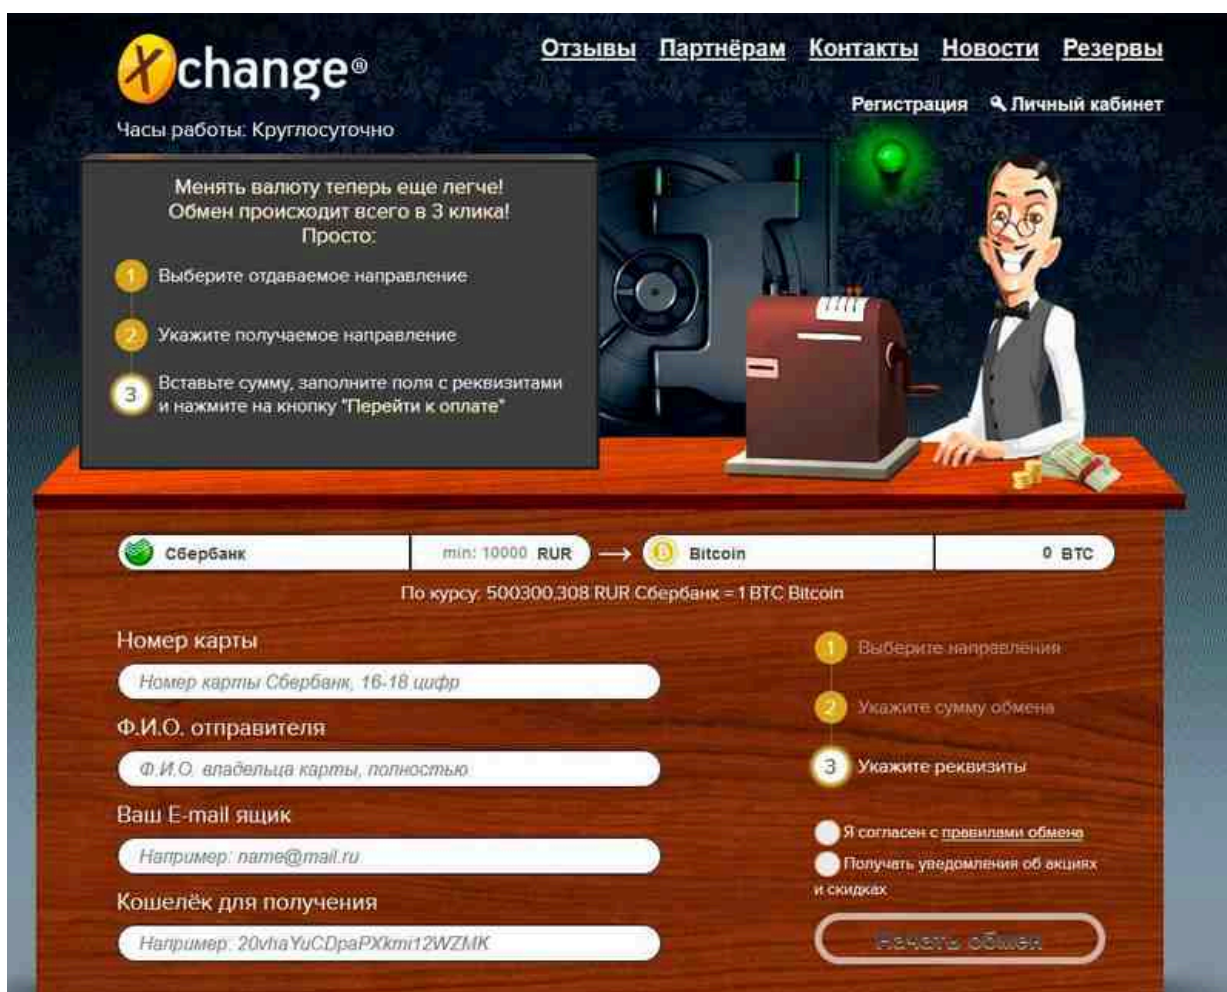 Xchange®
Отзывы Партнёрам Контакты Новости Резервы
Регистрация Личный кабинет
Часы работы: Круглосуточно
Менять валюту теперь еще легче!
Обмен происходит всего в 3 клика!
Просто:
1 Выберите отдаваемое направление
2 Укажите получаемое направление
3 Вставьте сумму, заполните поля с реквизитами
и нажмите на кнопку "Перейти к оплате"
Сбербанк min: 10000 RUR → Bitcoin 0 BTC
По курсу: 500300.308 RUR Сбербанк = 1 BTC Bitcoin
Номер карты
Номер карты Сбербанк, 16-18 цифр
Ф.И.О. отправителя
Ф.И.О. владельца карты, полностью
Ваш E-mail ящик
Например: name@mail.ru
Кошелёк для получения
Например: 20vhaYuCDpaPXkmr12WZMK
1 Выберите направления
2 Укажите сумму обмена
3 Укажите реквизиты
Я согласен с правилами обмена
Получать уведомления об акциях
и скидках
Начать обмен